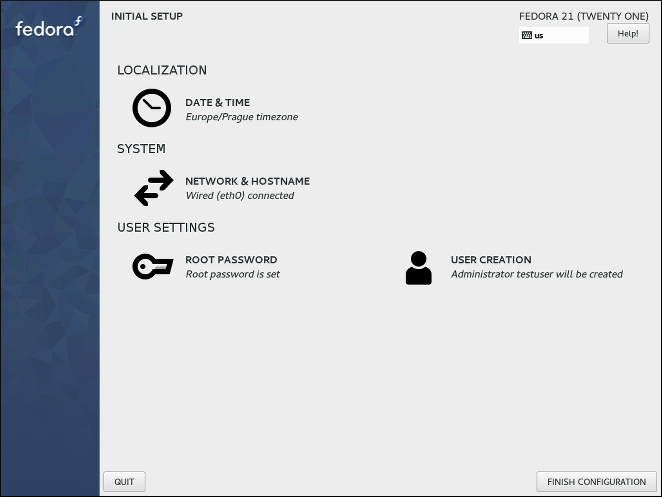 fedora
INITIAL SETUP
FEDORA 21 (TWENTY ONE)
us
Help!
LOCALIZATION
DATE & TIME
Europe/Prague timezone
SYSTEM
NETWORK & HOSTNAME
Wired (eth0) connected
USER SETTINGS
ROOT PASSWORD
Root password is set
USER CREATION
Administrator testuser will be created
QUIT
FINISH CONFIGURATION